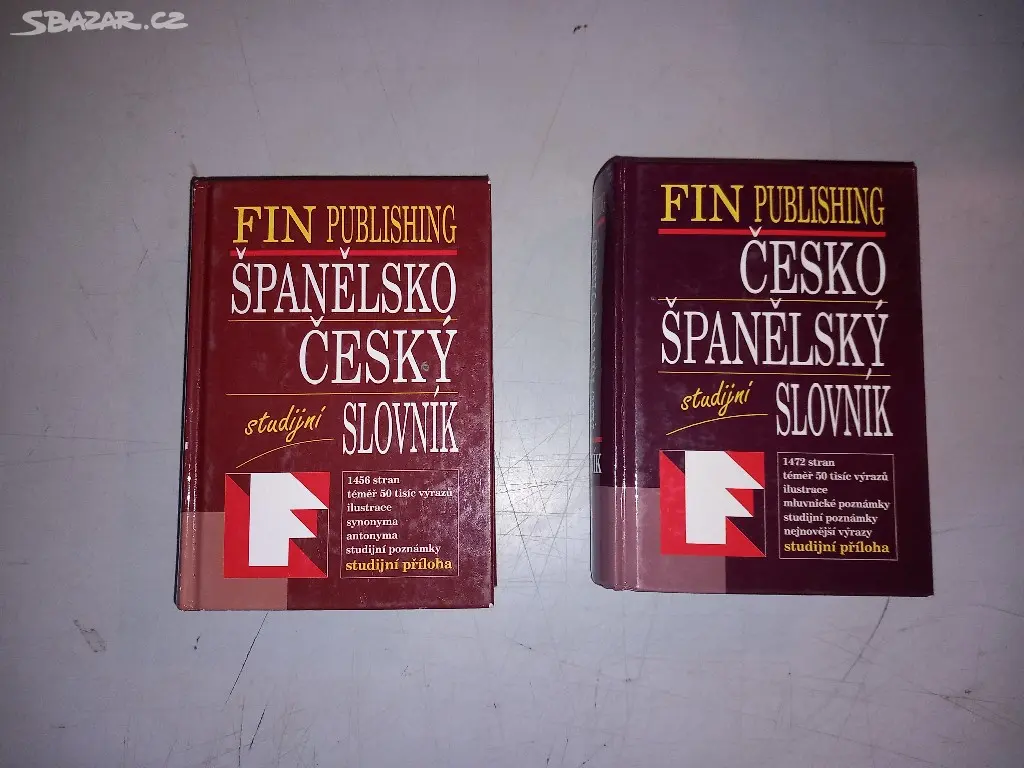 SBAZAR.CZ
FIN PUBLISHING
ŠPANĚLSKO
ČESKÝ
studijní
SLOVNÍK
1456 stran
téměř 50 tisíc výrazů
ilustrace
synonyma
antonyma
studijní poznámky
studijní příloha
FIN PUBLISHING
ČESKO
ŠPANĚLSKÝ
studijní
SLOVNÍK
1472 stran
téměř 50 tisíc výrazů
ilustrace
mluvnické poznámky
studijní poznámky
nejnovější výrazy
studijní příloha